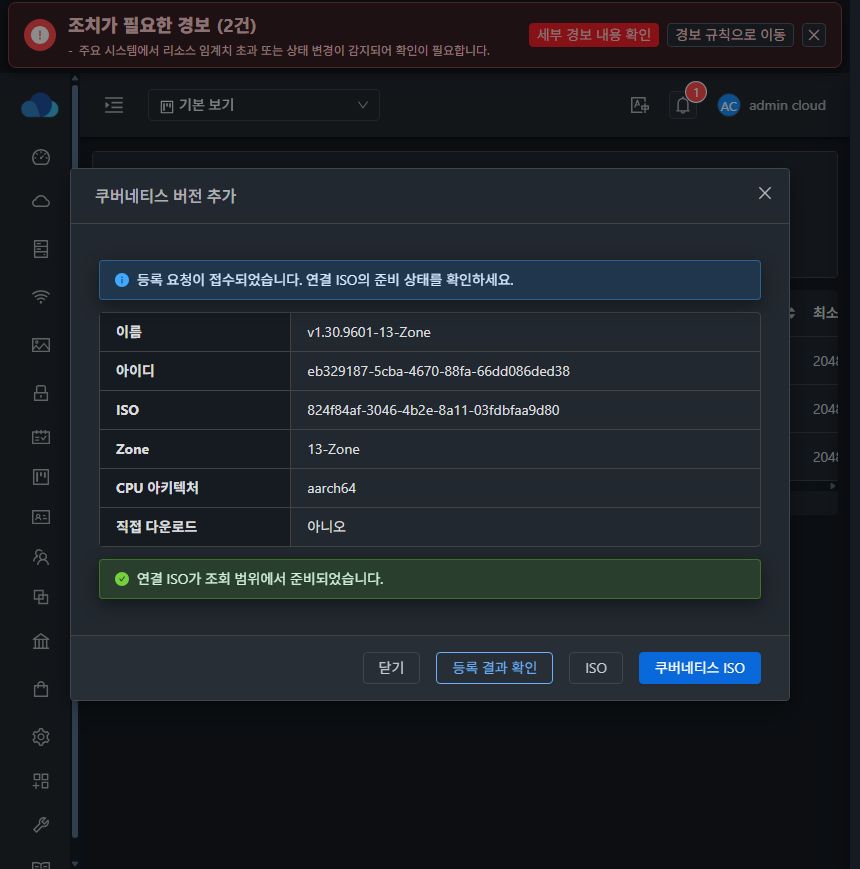 조치가 필요한 경보 (2건)
- 주요 시스템에서 리소스 임계치 초과 또는 상태 변경이 감지되어 확인이 필요합니다.
세부 경보 내용 확인
경보 규칙으로 이동
기본 보기
1
AC
admin cloud
쿠버네티스 버전 추가
등록 요청이 접수되었습니다. 연결 ISO의 준비 상태를 확인하세요.
이름 v1.30.9601-13-Zone
아이디 eb329187-5cba-4670-88fa-66dd086ded38
ISO 824f84af-3046-4b2e-8a11-03fdbfaa9d80
Zone 13-Zone
CPU 아키텍처 aarch64
직접 다운로드 아니오
연결 ISO가 조회 범위에서 준비되었습니다.
닫기
등록 결과 확인
ISO
쿠버네티스 ISO
최소
2048
2048
2048